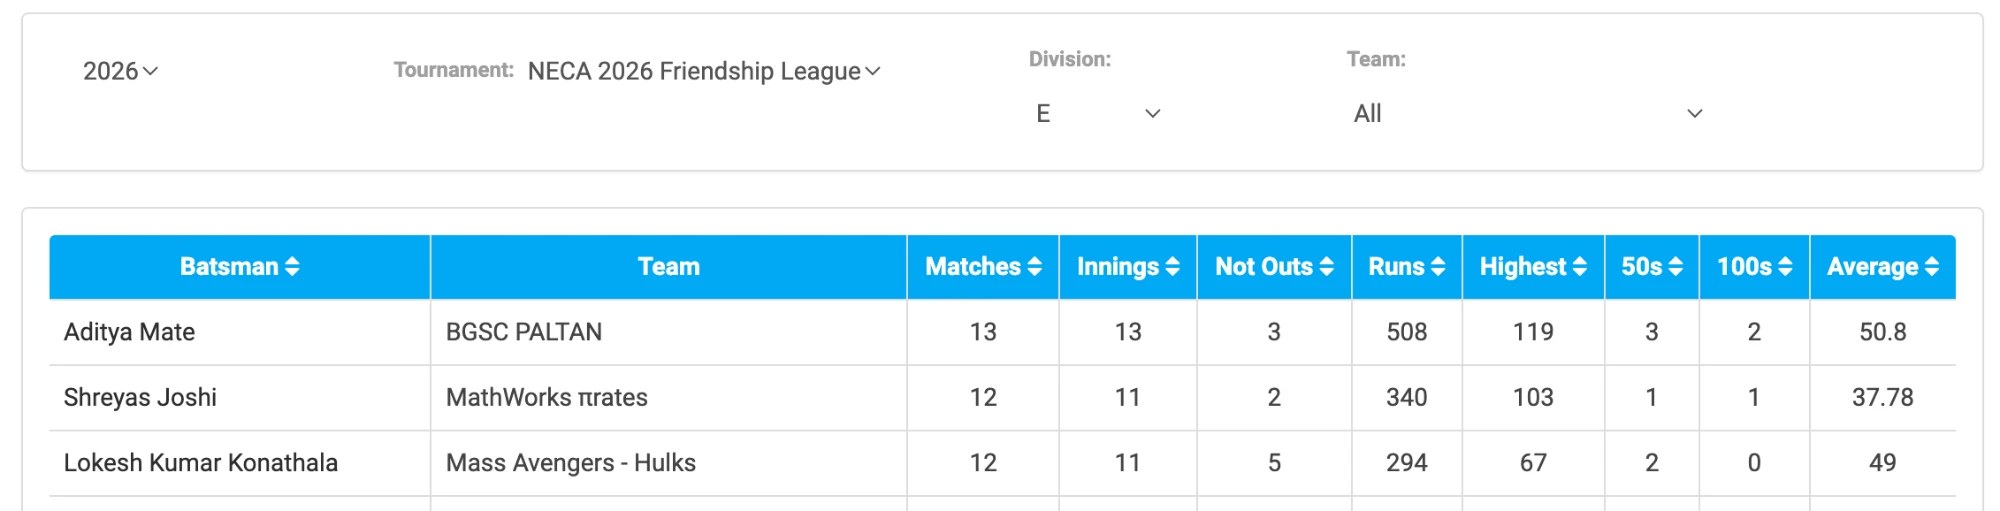 2026 Tournament: NECA 2026 Friendship League Division: Team:
E All
Batsman Team Matches Innings Not Outs Runs Highest 50s 100s Average
Aditya Mate BGSC PALTAN 13 13 3 508 119 3 2 50.8
Shreyas Joshi MathWorks πrates 12 11 2 340 103 1 1 37.78
Lokesh Kumar Konathala Mass Avengers - Hulks 12 11 5 294 67 2 0 49